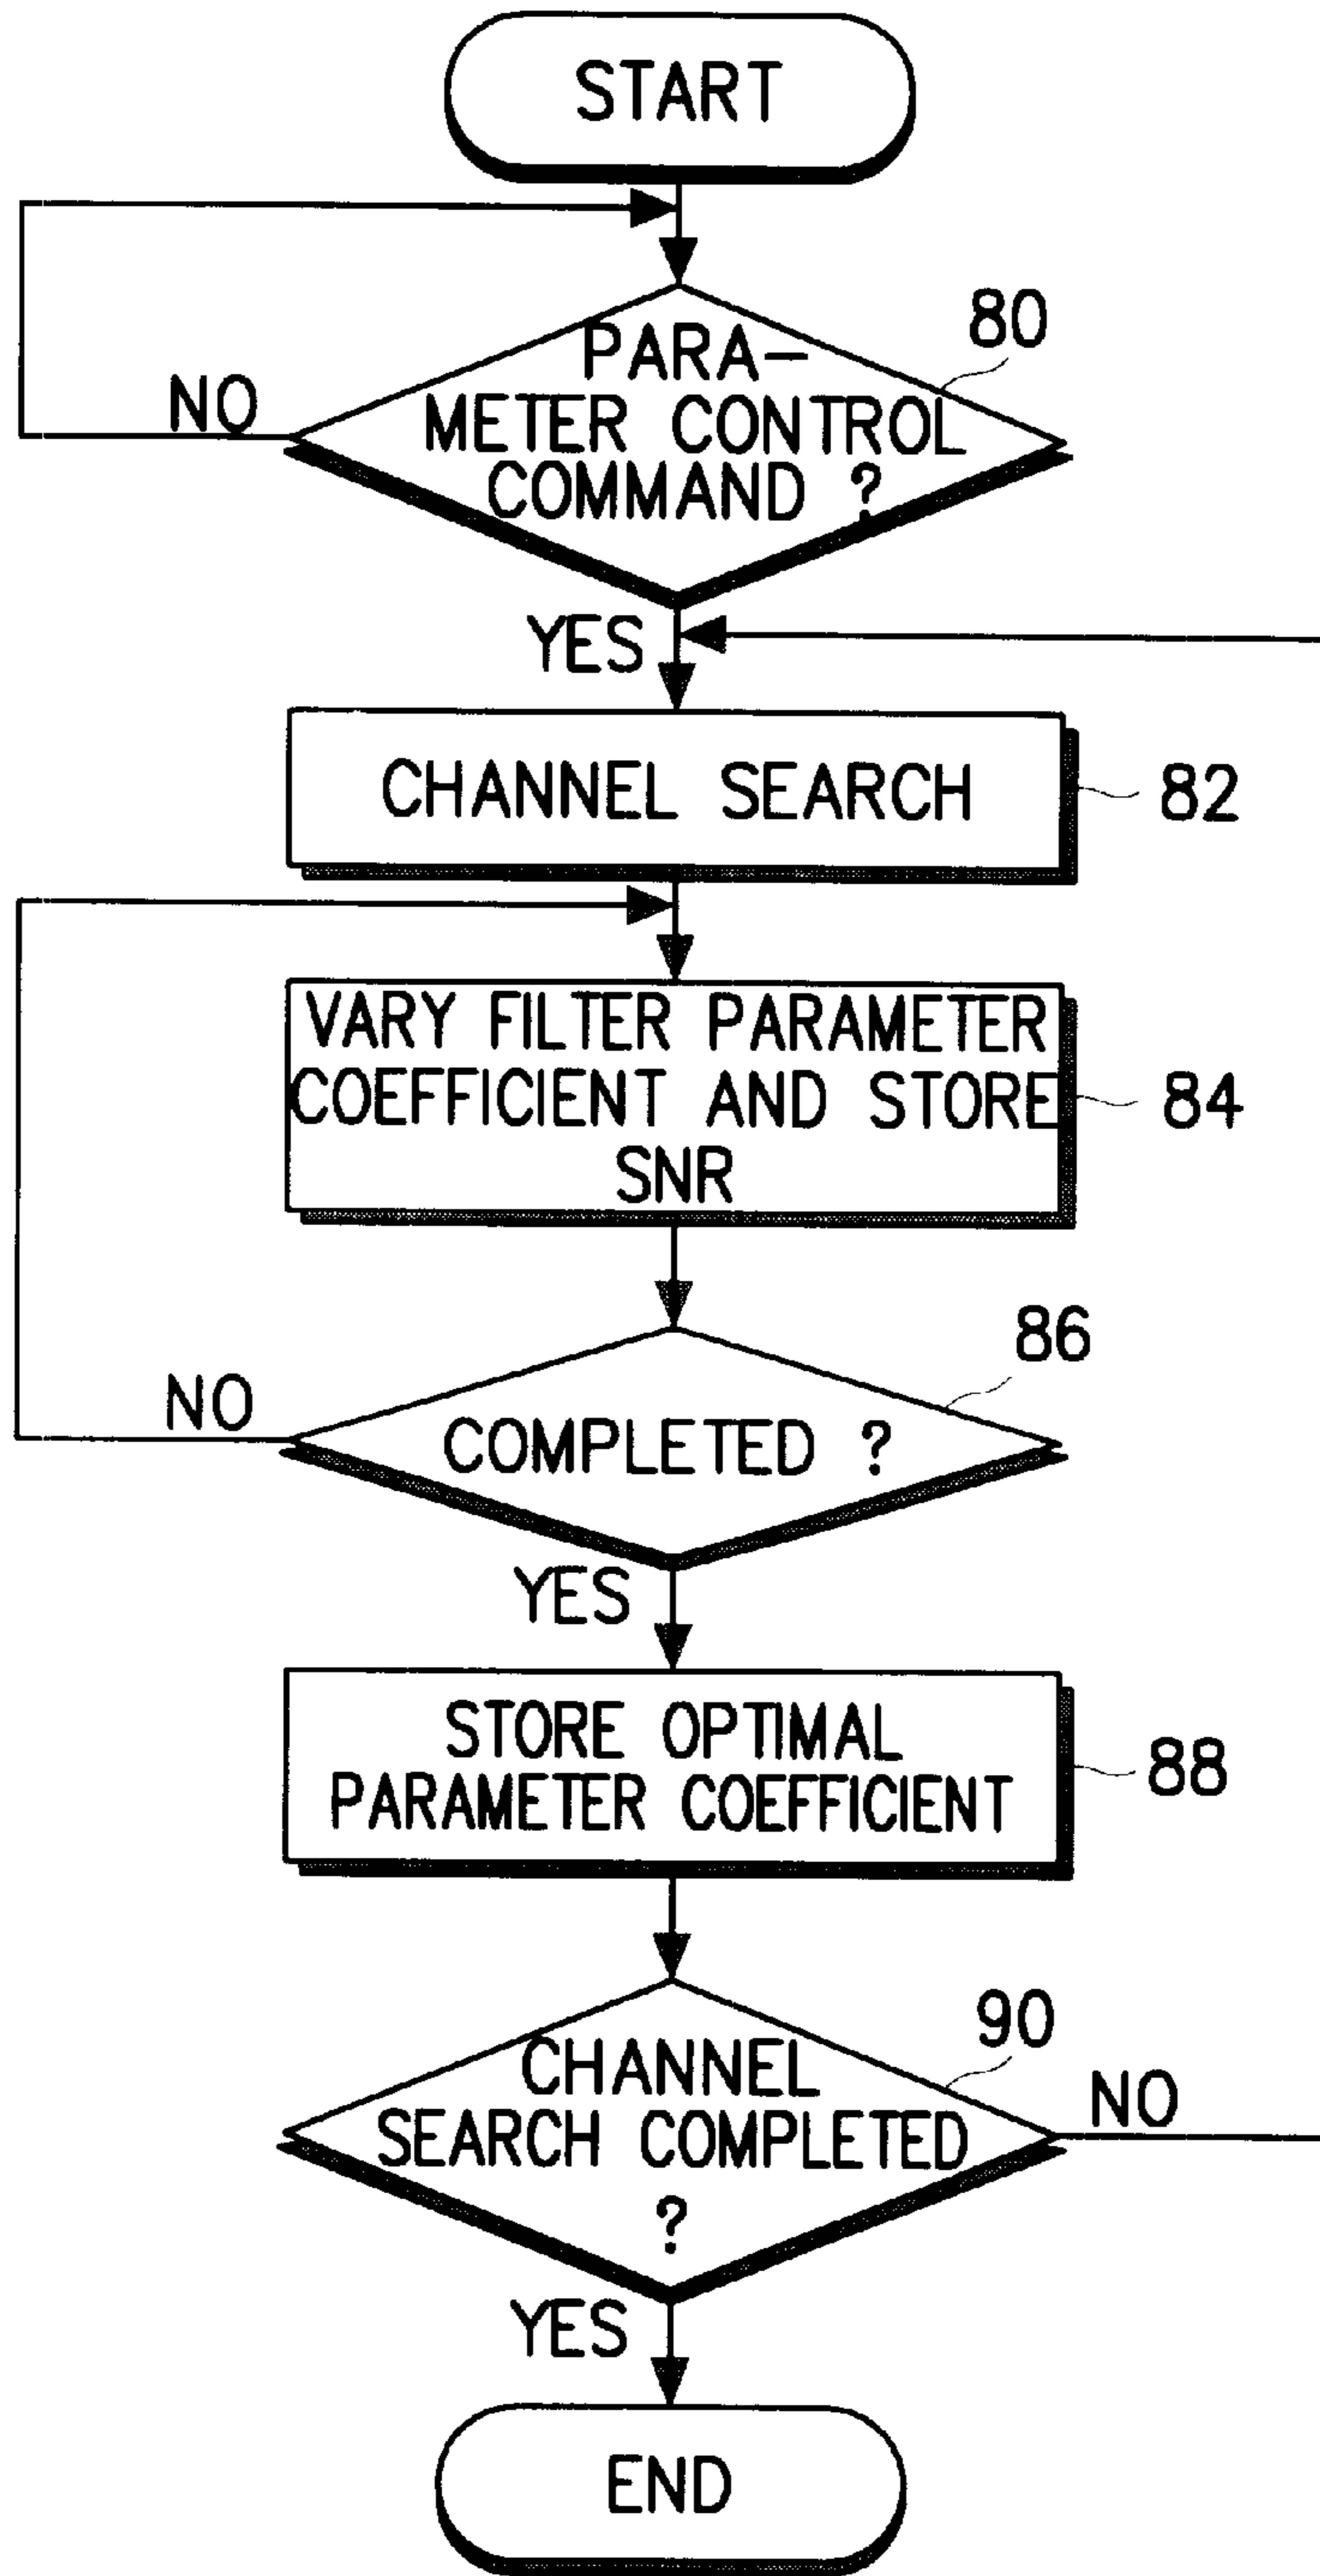 START
80
PARA-
NO
METER CONTROL
COMMAND ?
YES
CHANNEL SEARCH
82
VARY FILTER PARAMETER
COEFFICIENT AND STORE
84
SNR
86
NO
COMPLETED ?
YES
STORE OPTIMAL
88
PARAMETER COEFFICIENT
90
CHANNEL
NO
SEARCH COMPLETED
?
YES
END